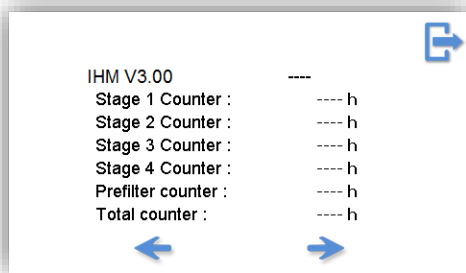 IHM V3.00 ----
Stage 1 Counter : ---- h
Stage 2 Counter : ---- h
Stage 3 Counter : ---- h
Stage 4 Counter : ---- h
Prefilter counter : ---- h
Total counter : ---- h